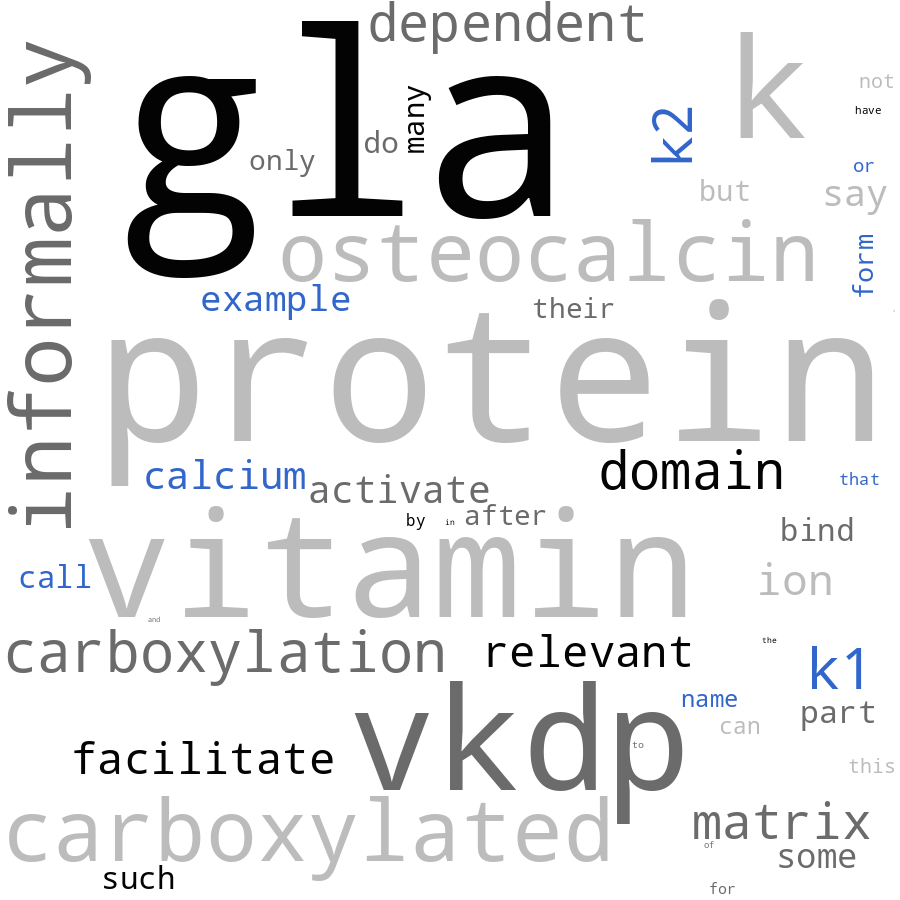 dependent
gla
k
informally
many
not
have
k2
do
only
or
but
say
osteocalcin
form
example
their
protein
domain
calcium
activate
that
by
in
after
bind
vitamin
call
ion
and
carboxylation
relevant
the
k1
vkdp
name
part
can
to
facilitate
this
carboxylated
matrix
of
some
such
for